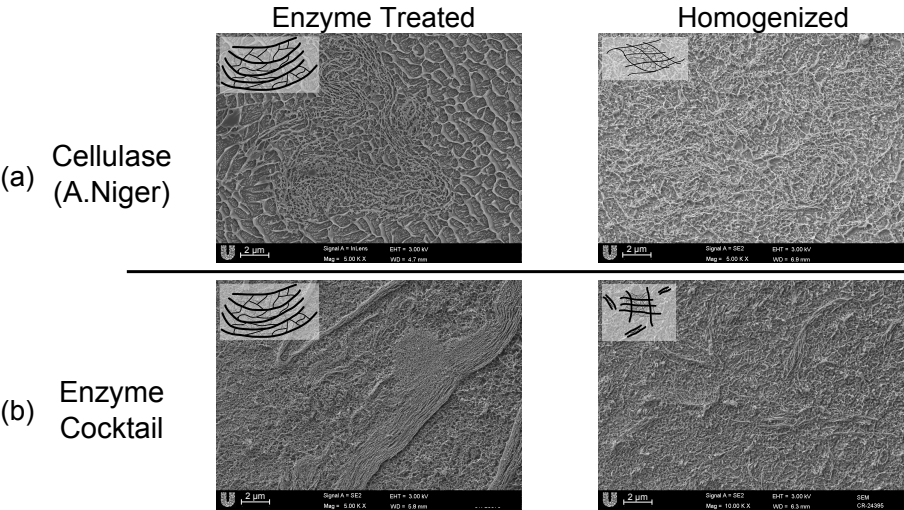 Enzyme Treated
Homogenized
(a)
Cellulase
(A.Niger)
2 µm
Signal A = InLens
EHT = 3.00 kV
Mag = 5.00 K X
WD = 4.7 mm
2 µm
Signal A = SE2
EHT = 3.00 kV
Mag = 5.00 K X
WD = 6.9 mm
(b)
Enzyme
Cocktail
2 µm
Signal A = SE2
EHT = 3.00 kV
Mag = 5.00 K X
WD = 5.8 mm
2 µm
Signal A = SE2
EHT = 3.00 kV
SEM
Mag = 10.00 K X
WD = 6.3 mm
CR-24395